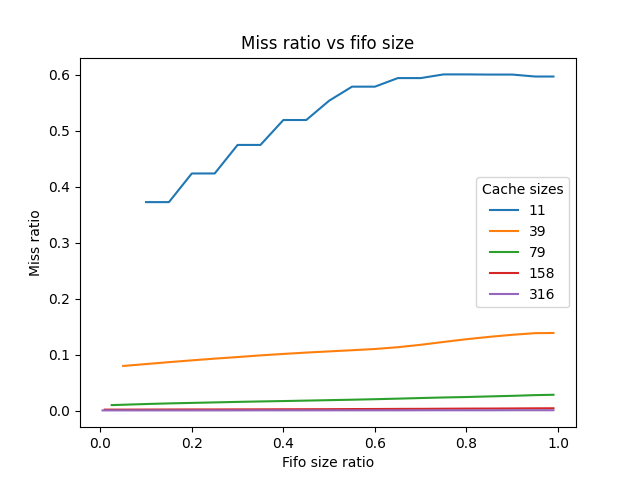 Miss ratio vs fifo size
Miss ratio
0.6
0.5
0.4
0.3
0.2
0.1
0.0
Cache sizes
11
39
79
158
316
0.0 0.2 0.4 0.6 0.8 1.0
Fifo size ratio